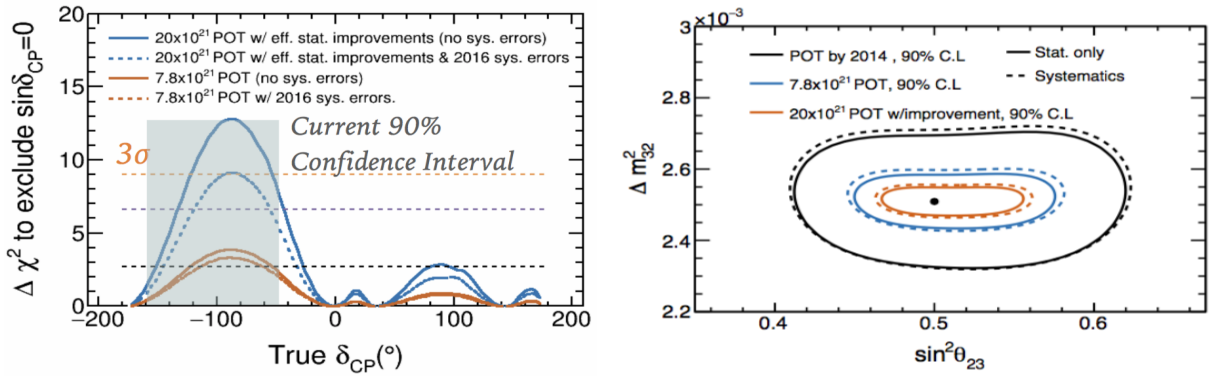 20x10²¹ POT w/ eff. stat. improvements (no sys. errors)
20x10²¹ POT w/ eff. stat. improvements & 2016 sys. errors
7.8x10²¹ POT (no sys. errors)
7.8x10²¹ POT w/ 2016 sys. errors.
Current 90%
Confidence Interval
3σ
Δ χ² to exclude sinδCP=0
20
15
10
5
0
−200
−100
0
100
200
True δCP(°)
×10⁻³
POT by 2014 , 90% C.L
7.8x10²¹ POT, 90% C.L
20x10²¹ POT w/improvement, 90% C.L
Stat. only
Systematics
Δ m²32
3
2.8
2.6
2.4
2.2
0.4
0.5
0.6
sin²θ23